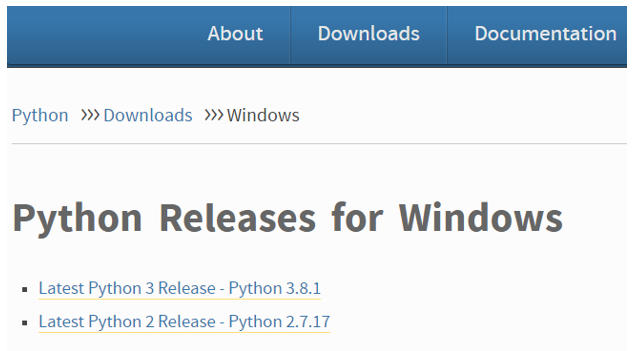 About Downloads Documentation
Python >>> Downloads >>> Windows
Python Releases for Windows
Latest Python 3 Release - Python 3.8.1
Latest Python 2 Release - Python 2.7.17